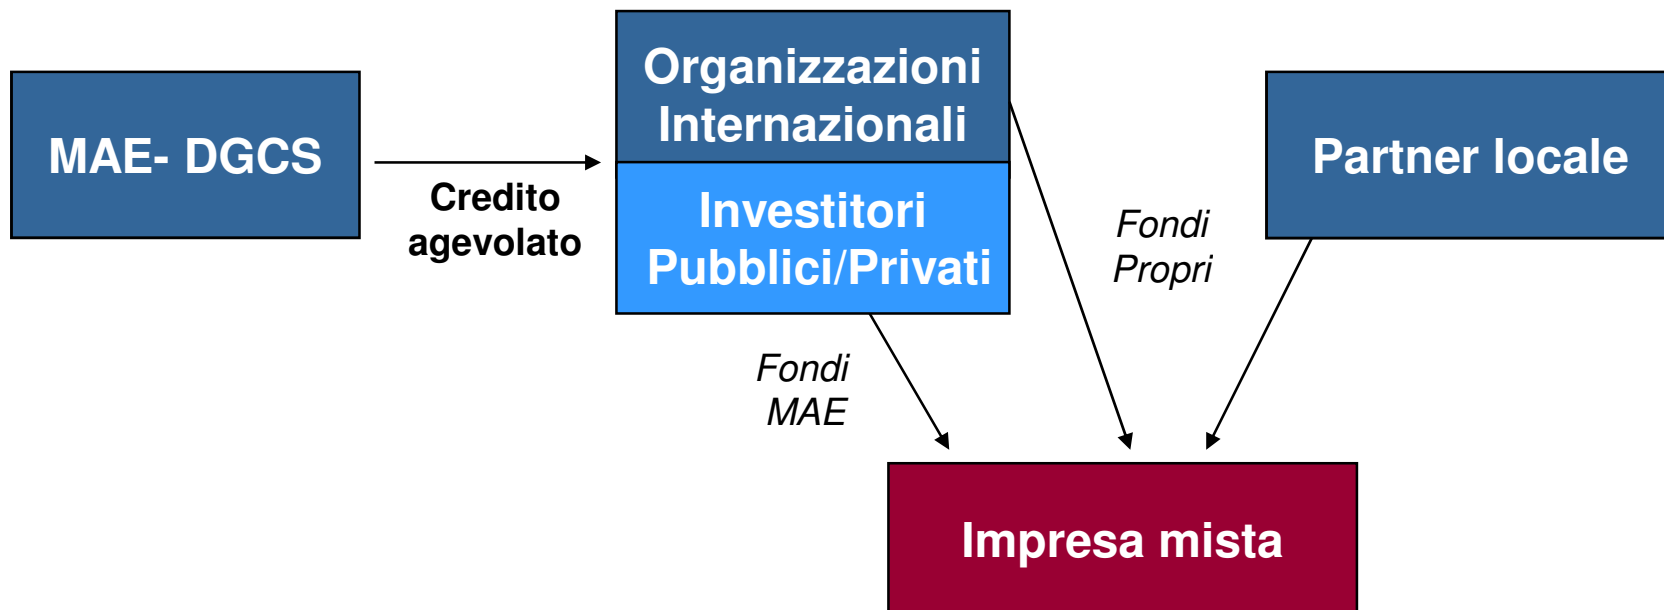 MAE- DGCS
Credito
agevolato
Organizzazioni
Internazionali
Investitori
Pubblici/Privati
Partner locale
Fondi
Propri
Fondi
MAE
Impresa mista